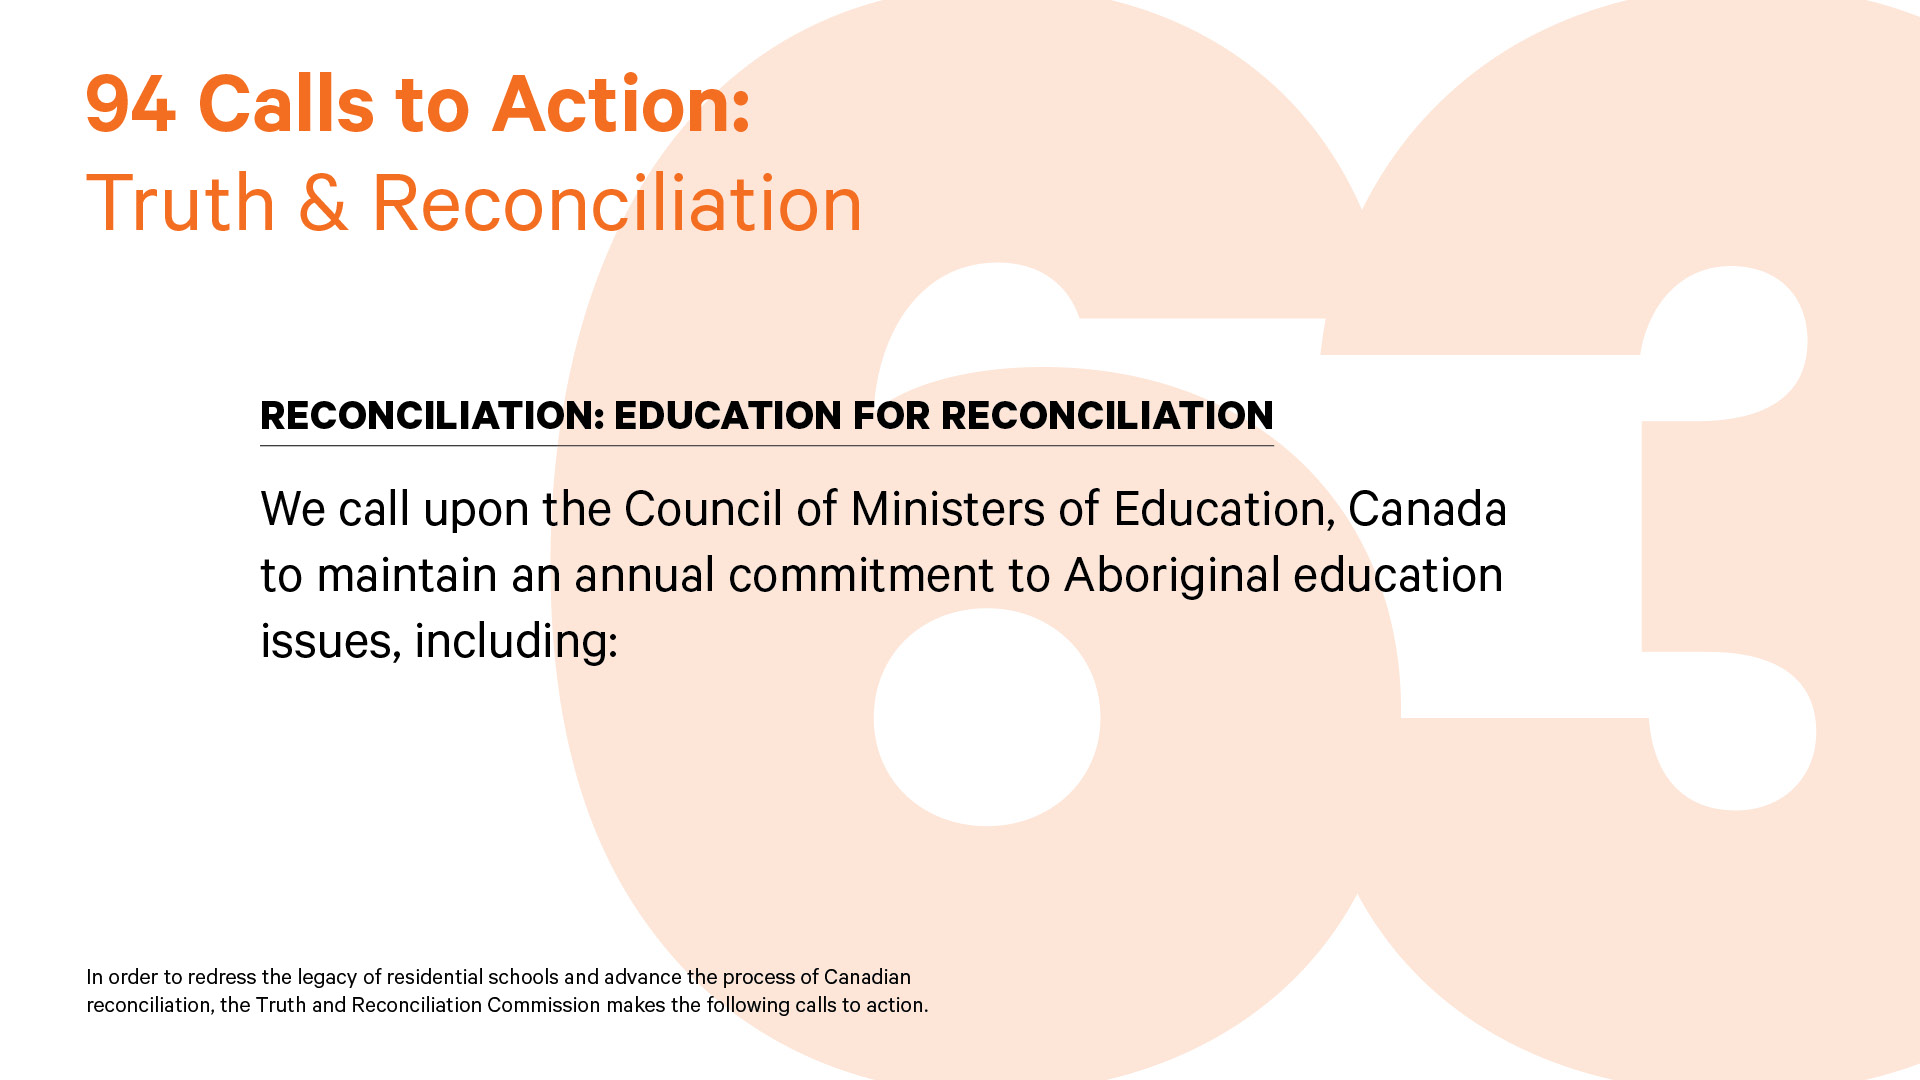 94 Calls to Action:
Truth & Reconciliation
63
RECONCILIATION: EDUCATION FOR RECONCILIATION
We call upon the Council of Ministers of Education, Canada
to maintain an annual commitment to Aboriginal education
issues, including:
In order to redress the legacy of residential schools and advance the process of Canadian
reconciliation, the Truth and Reconciliation Commission makes the following calls to action.